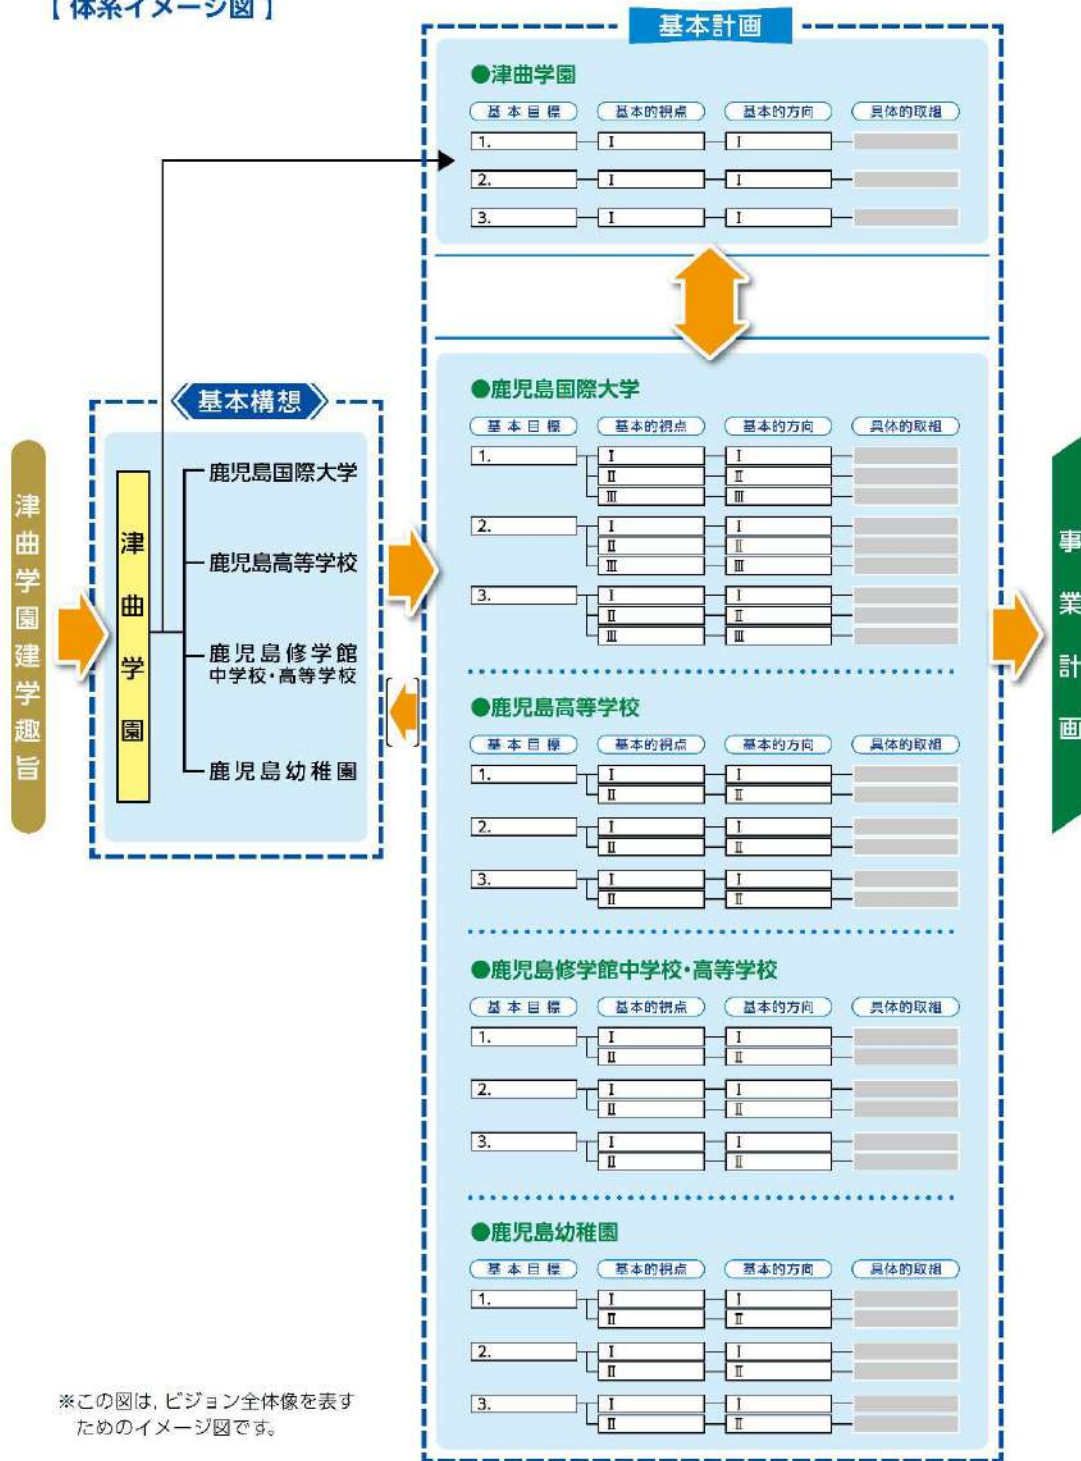 【 体系イメージ図 】
基本計画
●津曲学園
基本目標 基本的視点 基本的方向 具体的取組
1. Ⅰ Ⅰ
2. Ⅰ Ⅰ
3. Ⅰ Ⅰ
●鹿児島国際大学
基本目標 基本的視点 基本的方向 具体的取組
1. Ⅰ Ⅰ
Ⅱ Ⅱ
Ⅲ Ⅲ
2. Ⅰ Ⅰ
Ⅱ Ⅱ
Ⅲ Ⅲ
3. Ⅰ Ⅰ
Ⅱ Ⅱ
Ⅲ Ⅲ
●鹿児島高等学校
基本目標 基本的視点 基本的方向 具体的取組
1. Ⅰ Ⅰ
Ⅱ Ⅱ
2. Ⅰ Ⅰ
Ⅱ Ⅱ
3. Ⅰ Ⅰ
Ⅱ Ⅱ
●鹿児島修学館中学校・高等学校
基本目標 基本的視点 基本的方向 具体的取組
1. Ⅰ Ⅰ
Ⅱ Ⅱ
2. Ⅰ Ⅰ
Ⅱ Ⅱ
3. Ⅰ Ⅰ
Ⅱ Ⅱ
●鹿児島幼稚園
基本目標 基本的視点 基本的方向 具体的取組
1. Ⅰ Ⅰ
Ⅱ Ⅱ
2. Ⅰ Ⅰ
Ⅱ Ⅱ
3. Ⅰ Ⅰ
Ⅱ Ⅱ
基本構想
津曲学園建学趣旨
津曲学園
鹿児島国際大学
鹿児島高等学校
鹿児島修学館
中学校・高等学校
鹿児島幼稚園
事業計画
※この図は,ビジョン全体像を表す
ためのイメージ図です。